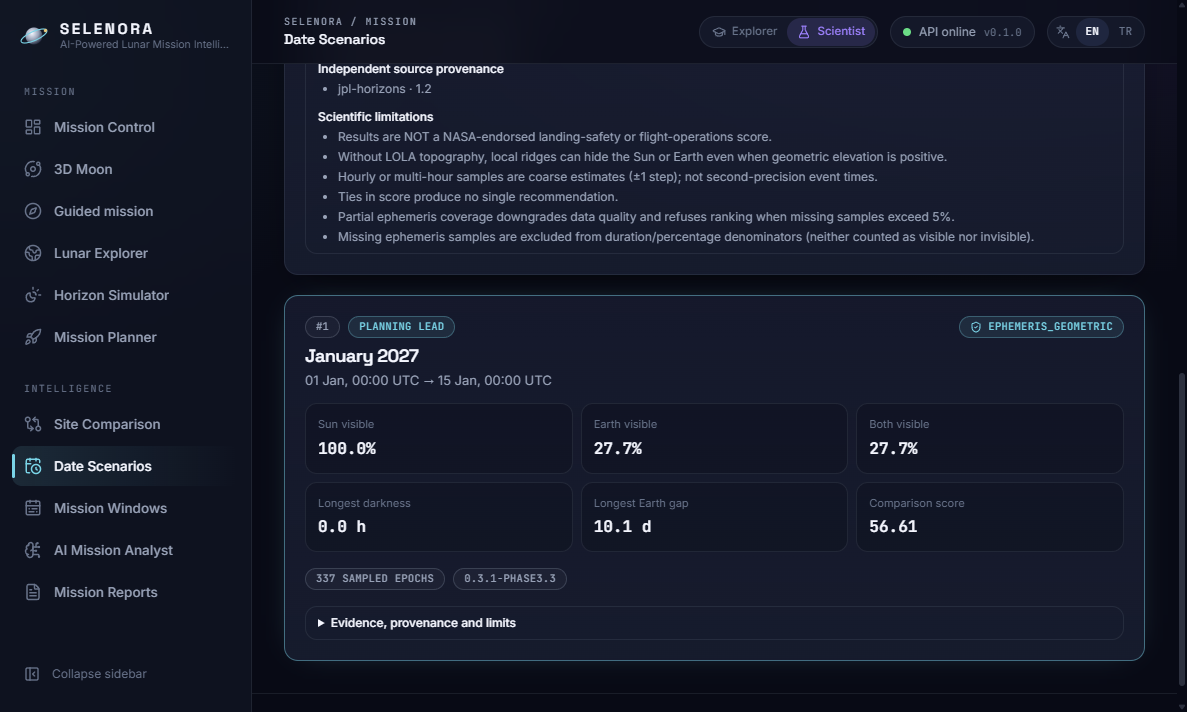 SELENORA
AI-Powered Lunar Mission Intelli...
MISSION
Mission Control
3D Moon
Guided mission
Lunar Explorer
Horizon Simulator
Mission Planner
INTELLIGENCE
Site Comparison
Date Scenarios
Mission Windows
AI Mission Analyst
Mission Reports
Collapse sidebar
SELENORA / MISSION
Date Scenarios
Explorer
Scientist
API online v0.1.0
EN
TR
Independent source provenance
• jpl-horizons · 1.2
Scientific limitations
• Results are NOT a NASA-endorsed landing-safety or flight-operations score.
• Without LOLA topography, local ridges can hide the Sun or Earth even when geometric elevation is positive.
• Hourly or multi-hour samples are coarse estimates (±1 step); not second-precision event times.
• Ties in score produce no single recommendation.
• Partial ephemeris coverage downgrades data quality and refuses ranking when missing samples exceed 5%.
• Missing ephemeris samples are excluded from duration/percentage denominators (neither counted as visible nor invisible).
#1
PLANNING LEAD
EPHEMERIS_GEOMETRIC
January 2027
01 Jan, 00:00 UTC → 15 Jan, 00:00 UTC
Sun visible
100.0%
Earth visible
27.7%
Both visible
27.7%
Longest darkness
0.0 h
Longest Earth gap
10.1 d
Comparison score
56.61
337 SAMPLED EPOCHS
0.3.1-PHASE3.3
▶ Evidence, provenance and limits